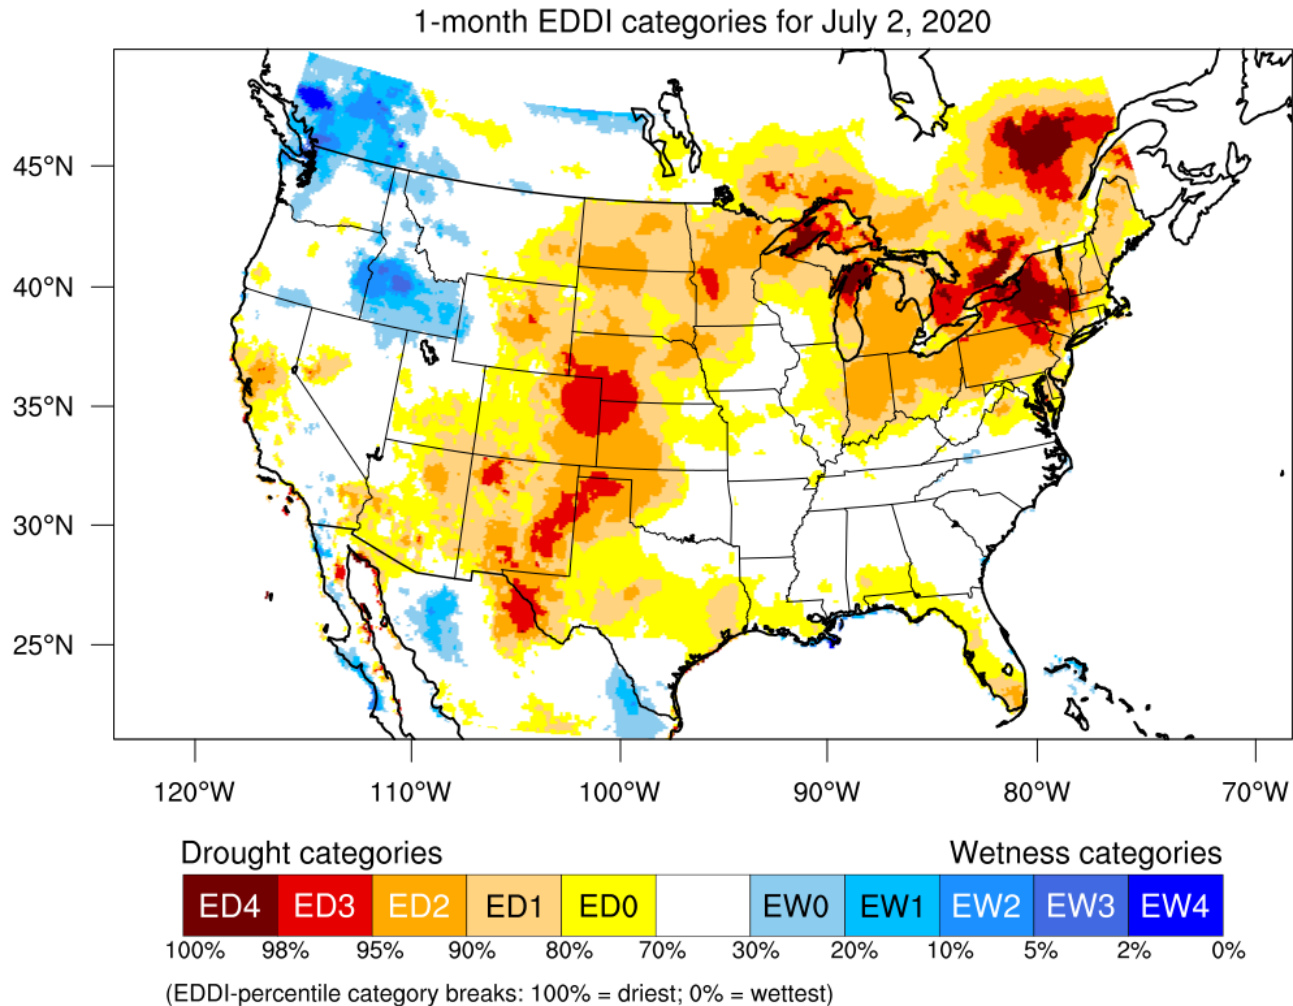 1-month EDDI categories for July 2, 2020
45°N
40°N
35°N
30°N
25°N
120°W 110°W 100°W 90°W 80°W 70°W
Drought categories Wetness categories
ED4 ED3 ED2 ED1 ED0 EW0 EW1 EW2 EW3 EW4
100% 98% 95% 90% 80% 70% 30% 20% 10% 5% 2% 0%
(EDDI-percentile category breaks: 100% = driest; 0% = wettest)